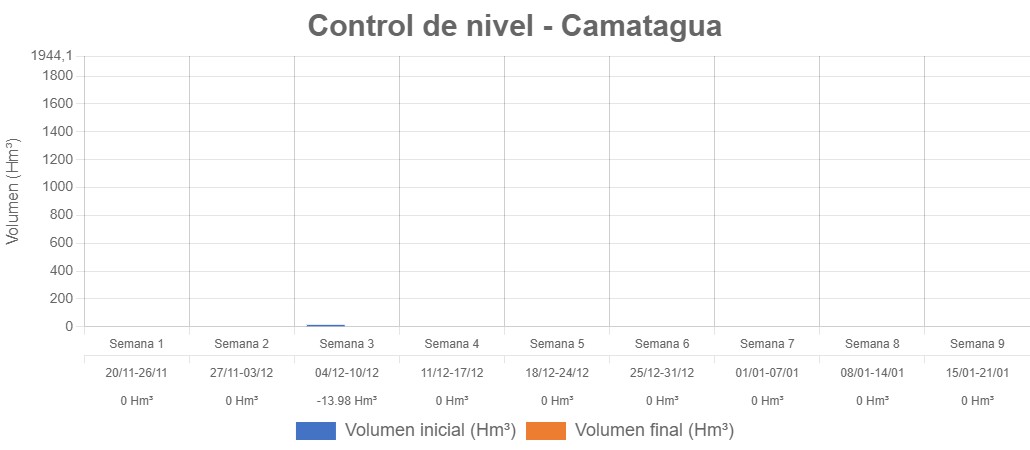 Control de nivel - Camatagua
Volumen (Hm³)
1944,1
1800
1600
1400
1200
1000
800
600
400
200
0
Semana 1 Semana 2 Semana 3 Semana 4 Semana 5 Semana 6 Semana 7 Semana 8 Semana 9
20/11-26/11 27/11-03/12 04/12-10/12 11/12-17/12 18/12-24/12 25/12-31/12 01/01-07/01 08/01-14/01 15/01-21/01
0 Hm³ 0 Hm³ -13.98 Hm³ 0 Hm³ 0 Hm³ 0 Hm³ 0 Hm³ 0 Hm³ 0 Hm³
Volumen inicial (Hm³) Volumen final (Hm³)